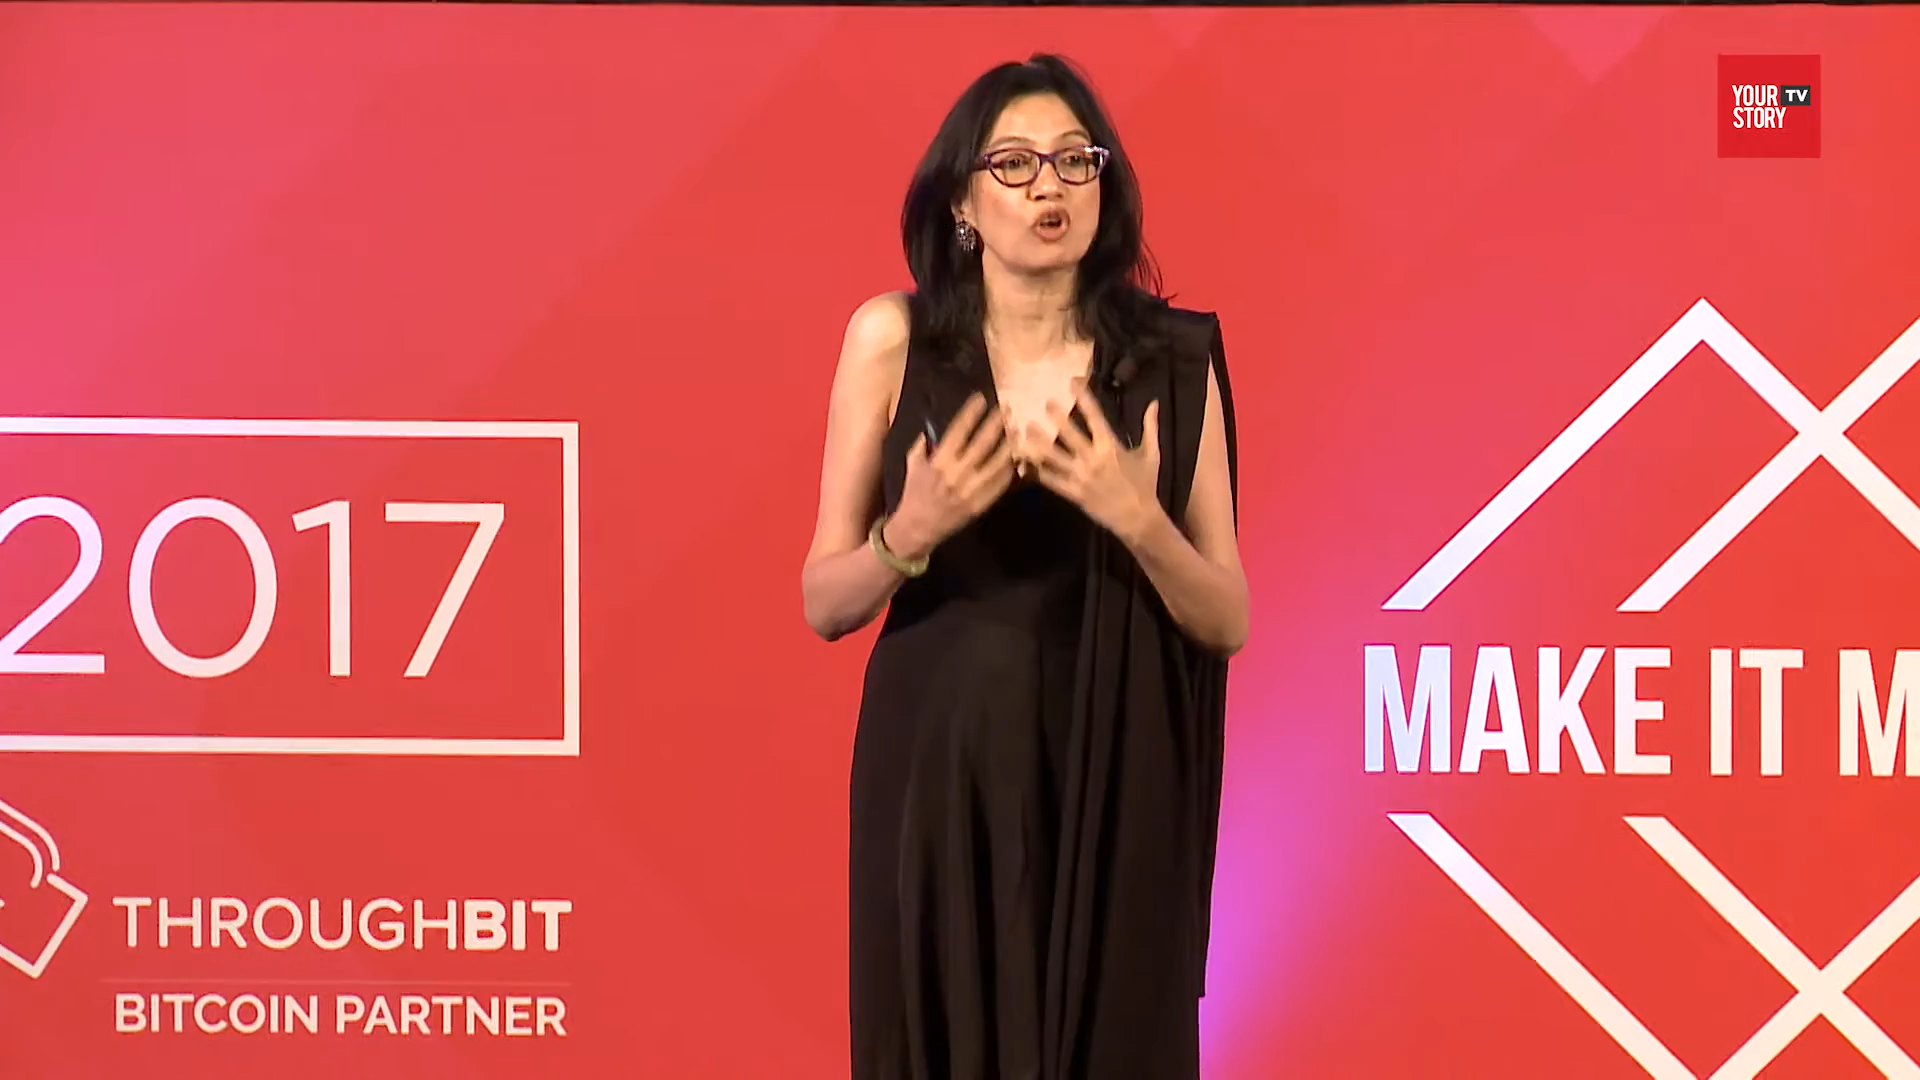 YOUR TV
STORY
2017
MAKE IT M
THROUGHBIT
BITCOIN PARTNER